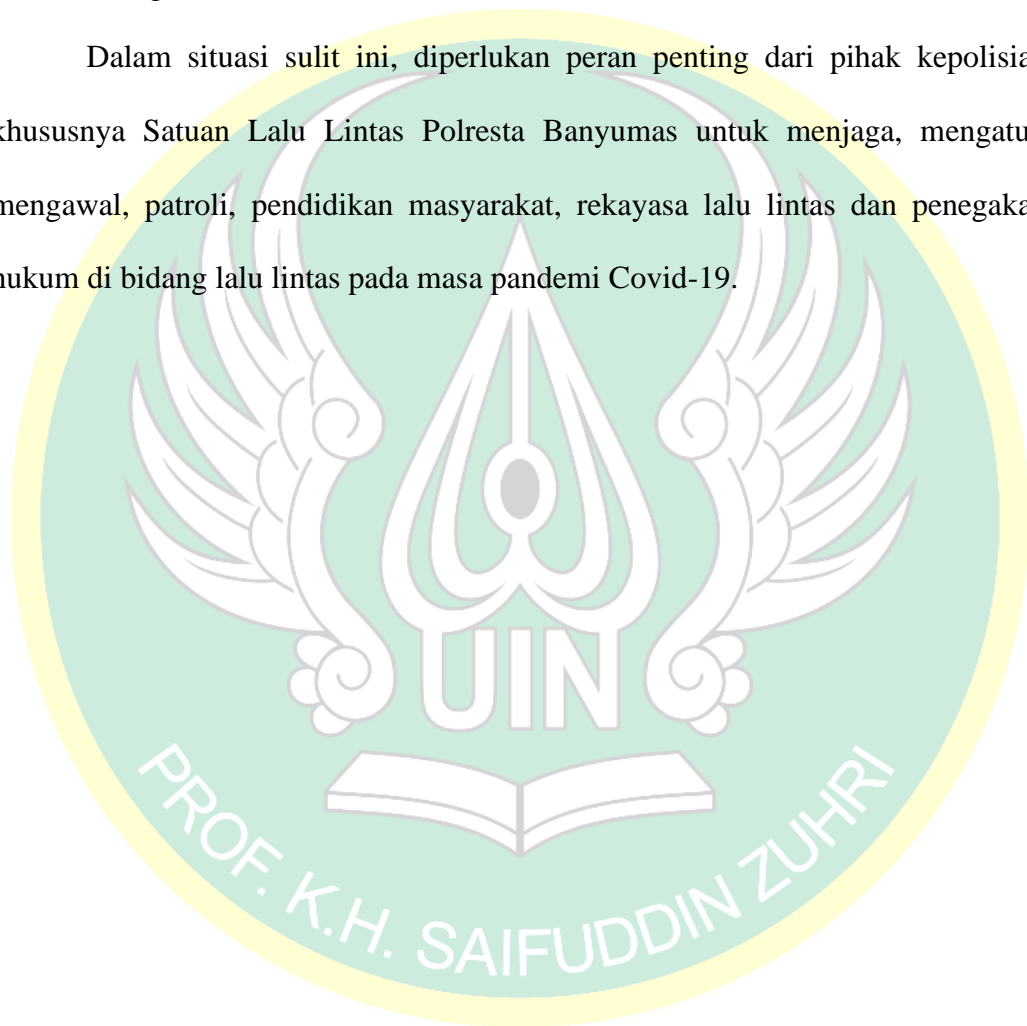 Dalam situasi sulit ini, diperlukan peran penting dari pihak kepolisia
khususnya Satuan Lalu Lintas Polresta Banyumas untuk menjaga, mengatu
mengawal, patroli, pendidikan masyarakat, rekayasa lalu lintas dan penegaka
hukum di bidang lalu lintas pada masa pandemi Covid-19.
UIN
PROF. K.H. SAIFUDDIN ZUHRI